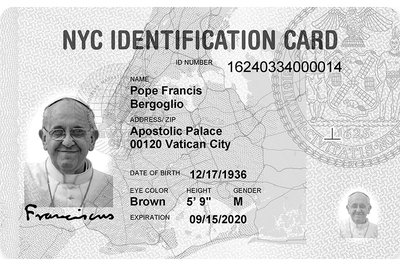 NYC IDENTIFICATION CARD
ID NUMBER 16240334000014
NAME
Pope Francis
Bergoglio
ADDRESS/ ZIP
Apostolic Palace
00120 Vatican City
DATE OF BIRTH 12/17/1936
EYE COLOR HEIGHT GENDER
Brown 5' 9" M
EXPIRATION 09/15/2020
Franciscus
1625